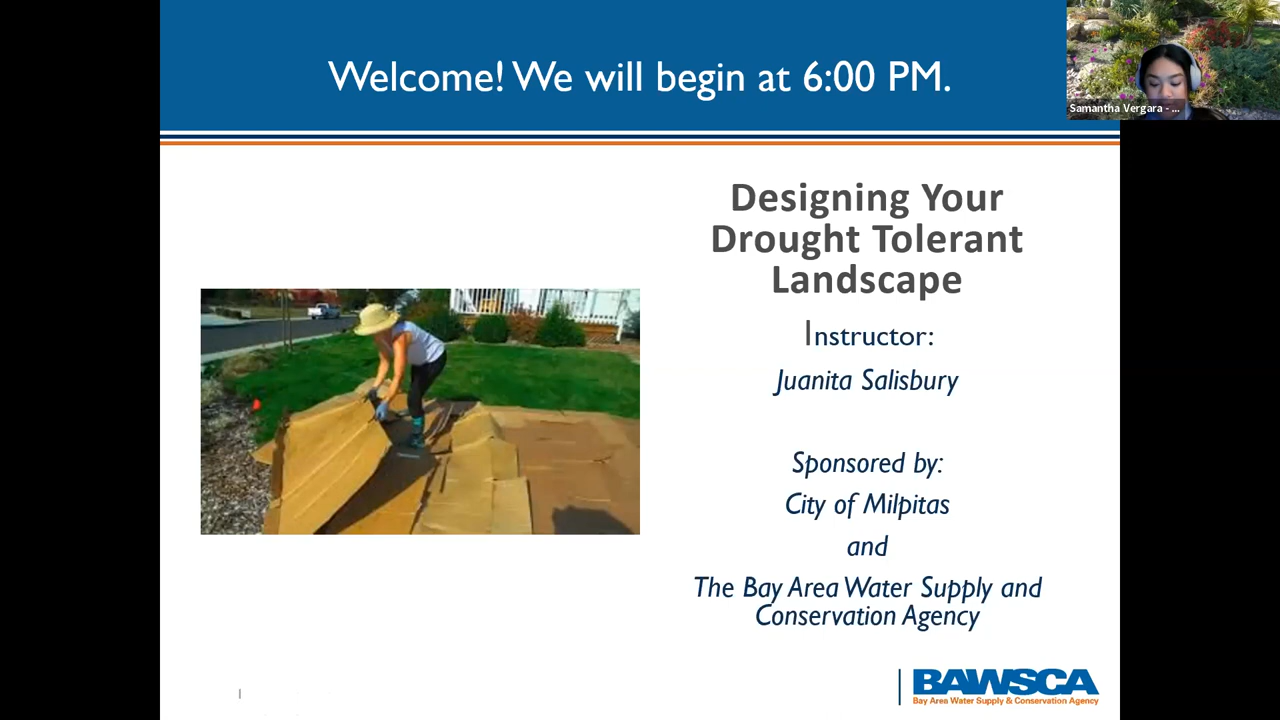 Welcome! We will begin at 6:00 PM.
Samantha Vergara - ...
Designing Your
Drought Tolerant
Landscape
Instructor:
Juanita Salisbury
Sponsored by:
City of Milpitas
and
The Bay Area Water Supply and
Conservation Agency
BAWSCA
Bay Area Water Supply & Conservation Agency